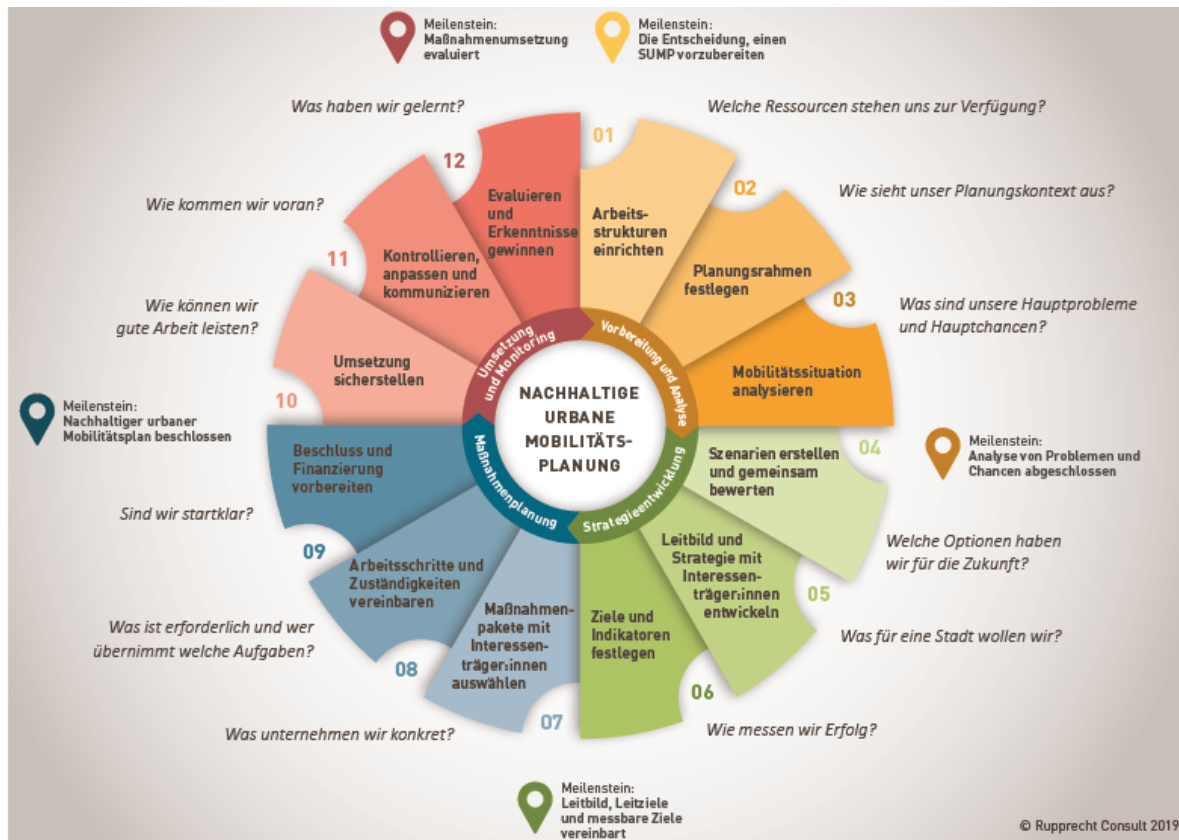 Meilenstein:
Maßnahmenumsetzung
evaluiert
Meilenstein:
Die Entscheidung, einen
SUMP vorzubereiten
Was haben wir gelernt?
Welche Ressourcen stehen uns zur Verfügung?
Wie kommen wir voran?
Wie sieht unser Planungskontext aus?
Wie können wir
gute Arbeit leisten?
Was sind unsere Hauptprobleme
und Hauptchancen?
01
Arbeits-
strukturen
einrichten
02
Planungsrahmen
festlegen
03
Mobilitätssituation
analysieren
04
Szenarien erstellen
und gemeinsam
bewerten
05
Leitbild und
Strategie mit
Interessen-
träger:innen
entwickeln
06
Ziele und
Indikatoren
festlegen
07
Maßnahmen-
pakete mit
Interessen-
träger:innen
auswählen
08
Arbeitsschritte und
Zuständigkeiten
vereinbaren
09
Beschluss und
Finanzierung
vorbereiten
10
Umsetzung
sicherstellen
11
Kontrollieren,
anpassen und
kommunizieren
12
Evaluieren
und
Erkenntnisse
gewinnen
Vorbereitung und Analyse
Strategieentwicklung
Maßnahmenplanung
Umsetzung
und Monitoring
NACHHALTIGE
URBANE
MOBILITÄTS-
PLANUNG
Meilenstein:
Nachhaltiger urbaner
Mobilitätsplan beschlossen
Meilenstein:
Analyse von Problemen und
Chancen abgeschlossen
Sind wir startklar?
Welche Optionen haben
wir für die Zukunft?
Was ist erforderlich und wer
übernimmt welche Aufgaben?
Was für eine Stadt wollen wir?
Was unternehmen wir konkret?
Wie messen wir Erfolg?
Meilenstein:
Leitbild, Leitziele
und messbare Ziele
vereinbart
© Rupprecht Consult 2019